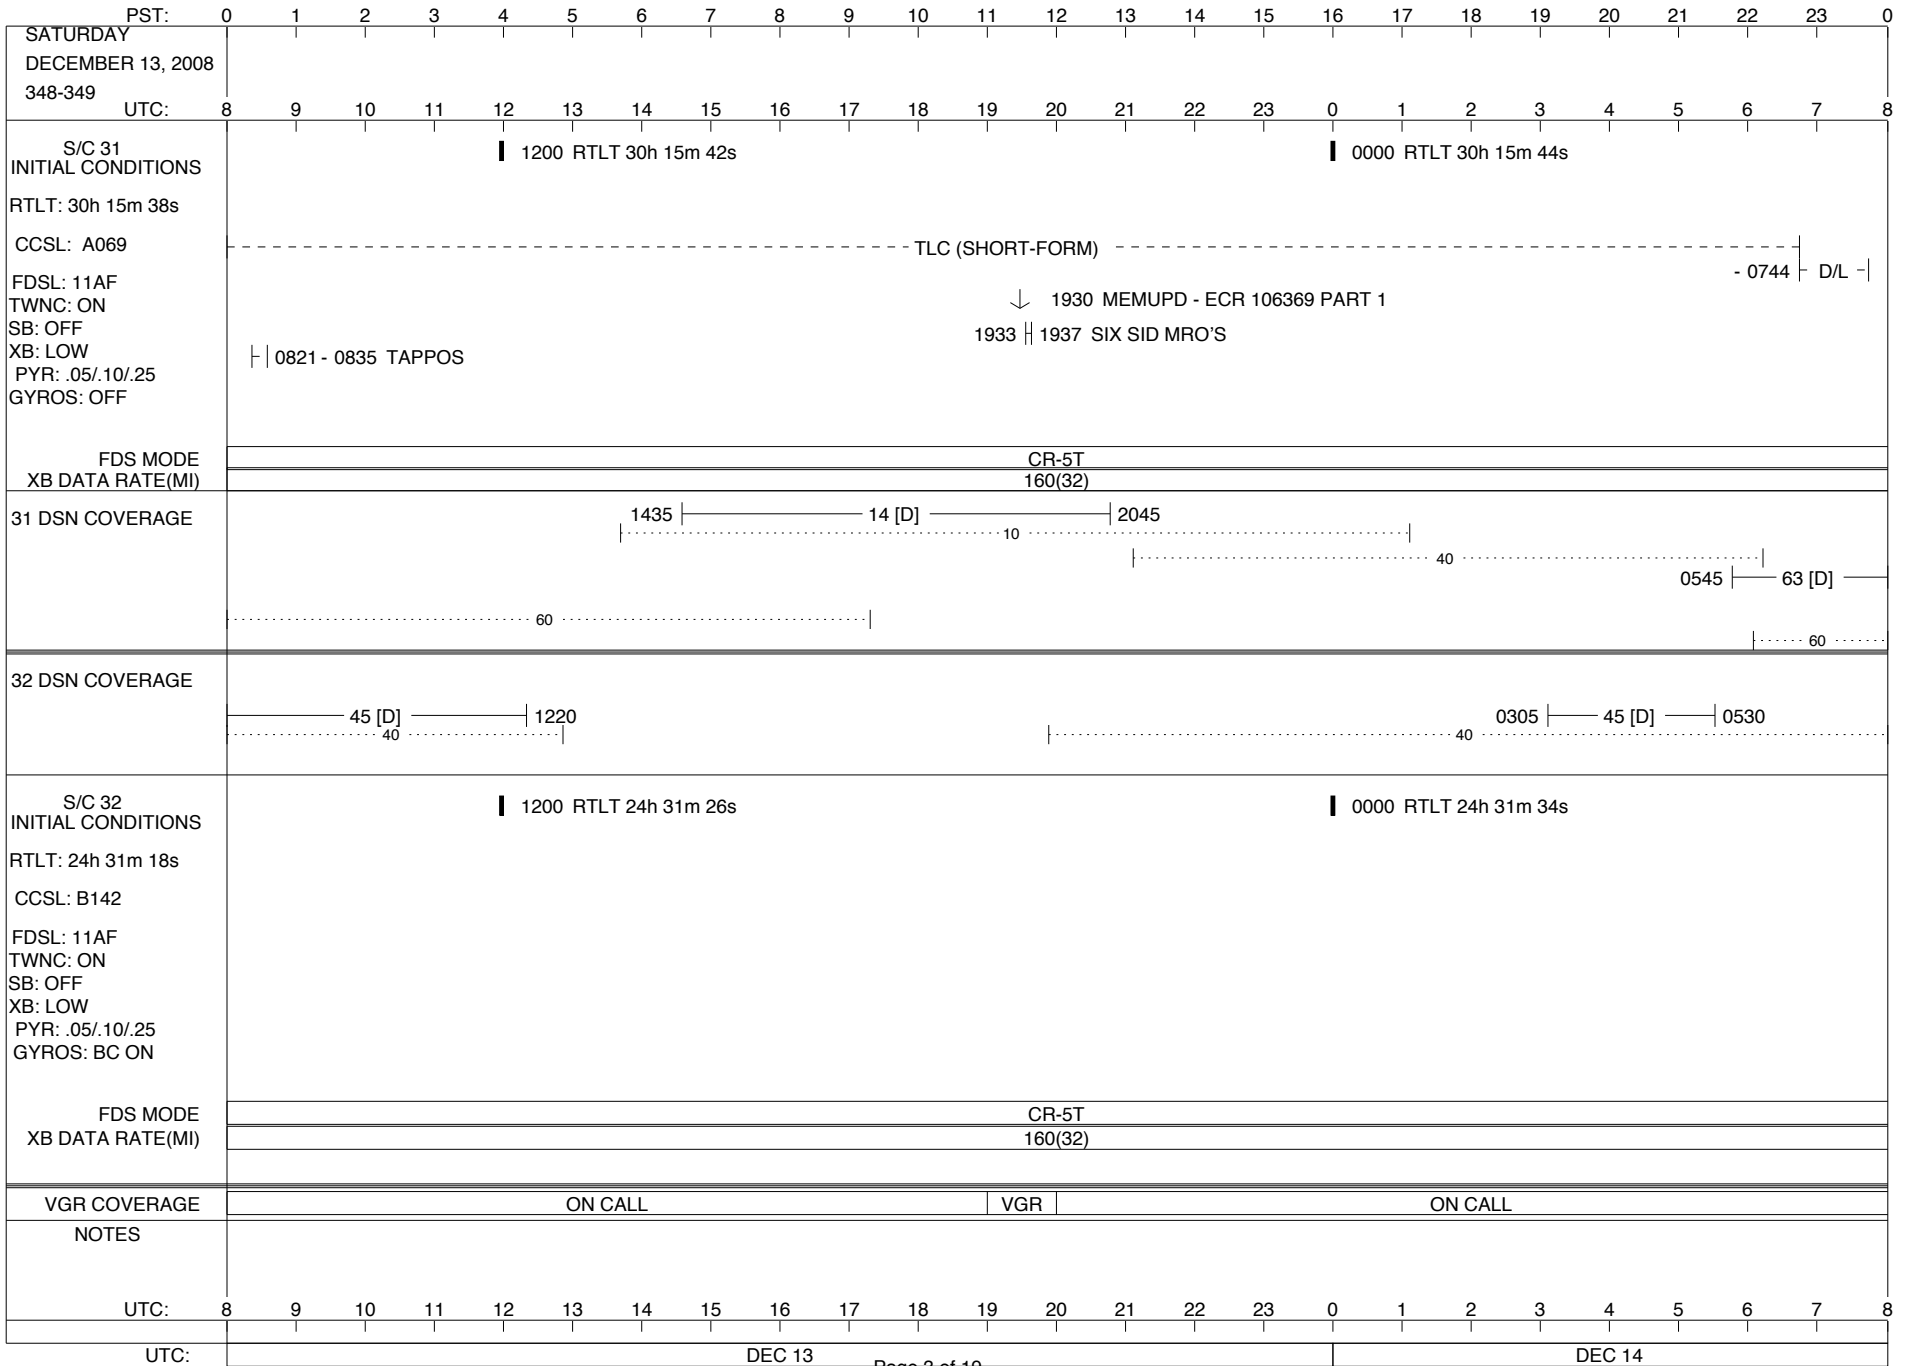 PST: 0 1 2 3 4 5 6 7 8 9 10 11 12 13 14 15 16 17 18 19 20 21 22 23 0
SATURDAY
DECEMBER 13, 2008
348-349
UTC: 8 9 10 11 12 13 14 15 16 17 18 19 20 21 22 23 0 1 2 3 4 5 6 7 8
S/C 31
INITIAL CONDITIONS
1200 RTLT 30h 15m 42s
0000 RTLT 30h 15m 44s
RTLT: 30h 15m 38s
CCSL: A069
TLC (SHORT-FORM)
- 0744 D/L
FDSL: 11AF
TWNC: ON
1930 MEMUPD - ECR 106369 PART 1
SB: OFF
1933 1937 SIX SID MRO'S
XB: LOW
0821 - 0835 TAPPOS
PYR: .05/.10/.25
GYROS: OFF
FDS MODE CR-5T
XB DATA RATE(MI) 160(32)
31 DSN COVERAGE
1435 14 [D] 2045
10
40
0545 63 [D]
60
60
32 DSN COVERAGE
45 [D] 1220
0305 45 [D] 0530
40
40
S/C 32
INITIAL CONDITIONS
1200 RTLT 24h 31m 26s
0000 RTLT 24h 31m 34s
RTLT: 24h 31m 18s
CCSL: B142
FDSL: 11AF
TWNC: ON
SB: OFF
XB: LOW
PYR: .05/.10/.25
GYROS: BC ON
FDS MODE CR-5T
XB DATA RATE(MI) 160(32)
VGR COVERAGE ON CALL VGR ON CALL
NOTES
UTC: 8 9 10 11 12 13 14 15 16 17 18 19 20 21 22 23 0 1 2 3 4 5 6 7 8
UTC: DEC 13 DEC 14